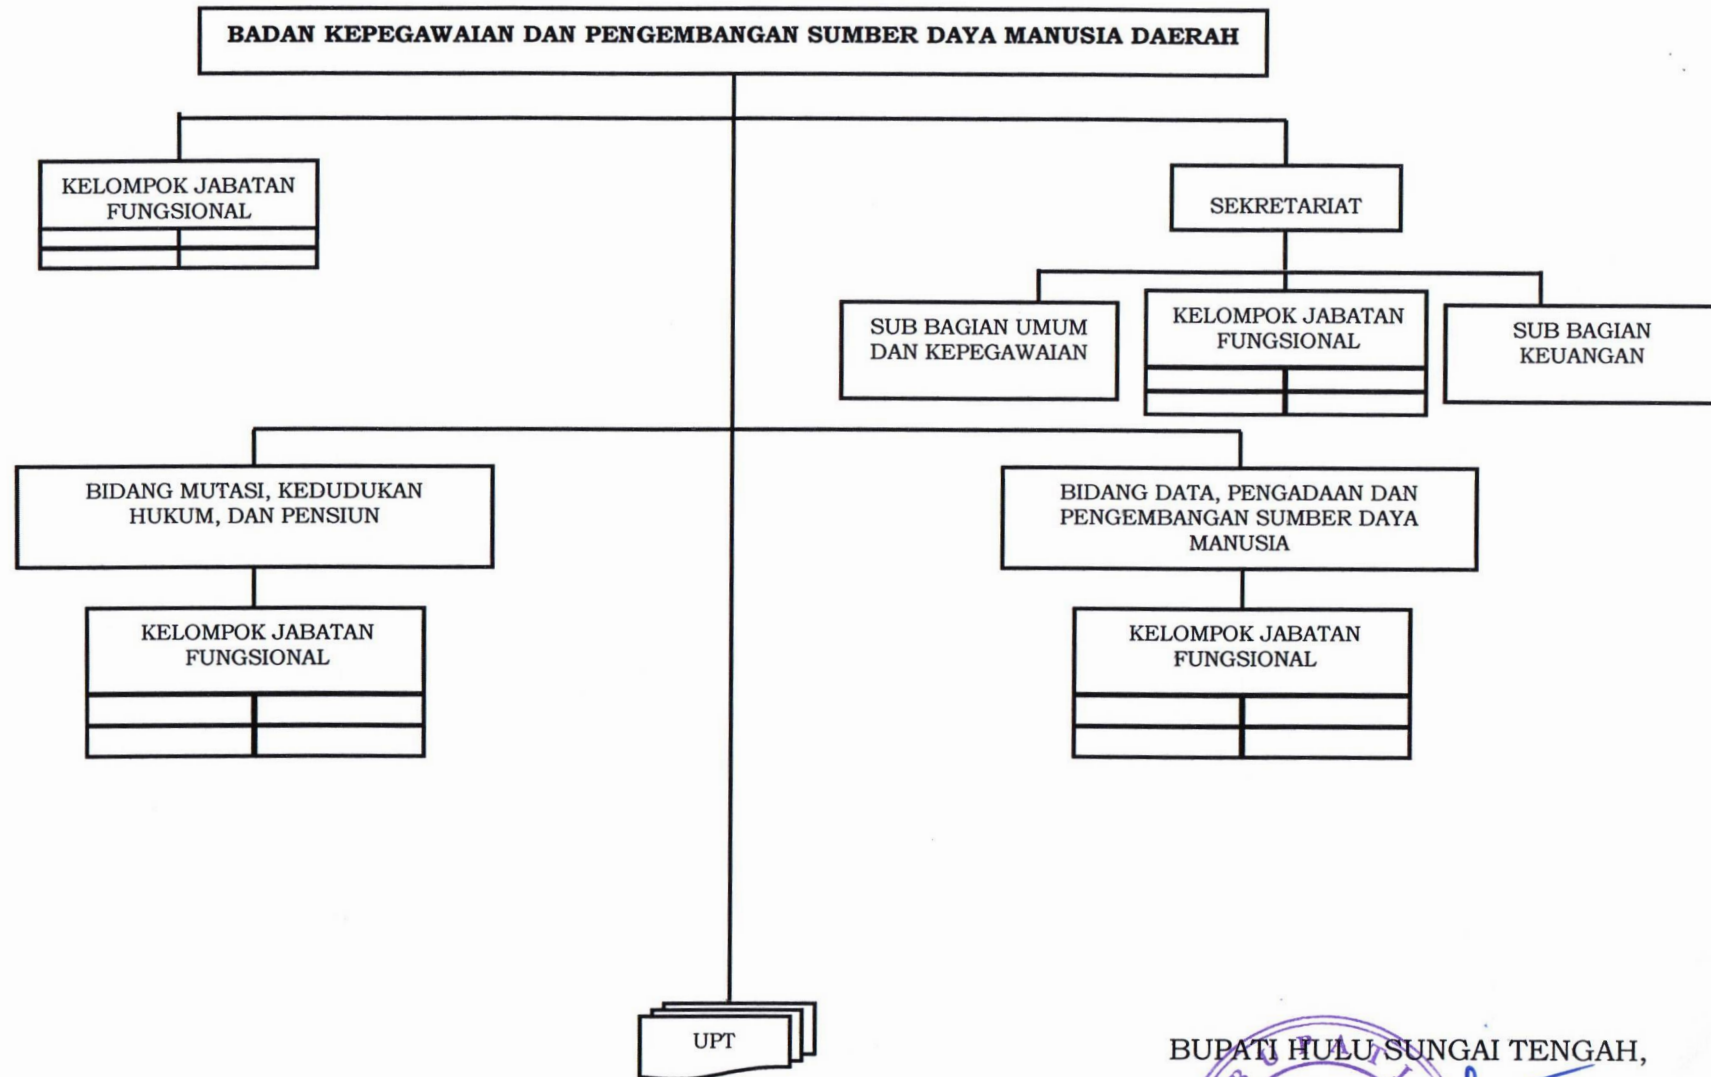 BADAN KEPEGAWAIAN DAN PENGEMBANGAN SUMBER DAYA MANUSIA DAERAH
KELOMPOK JABATAN
FUNGSIONAL
SEKRETARIAT
SUB BAGIAN UMUM
DAN KEPEGAWAIAN
KELOMPOK JABATAN
FUNGSIONAL
SUB BAGIAN
KEUANGAN
BIDANG MUTASI, KEDUDUKAN
HUKUM, DAN PENSIUN
BIDANG DATA, PENGADAAN DAN
PENGEMBANGAN SUMBER DAYA
MANUSIA
KELOMPOK JABATAN
FUNGSIONAL
KELOMPOK JABATAN
FUNGSIONAL
UPT
BUPATI HULU SUNGAI TENGAH,
BUPATI